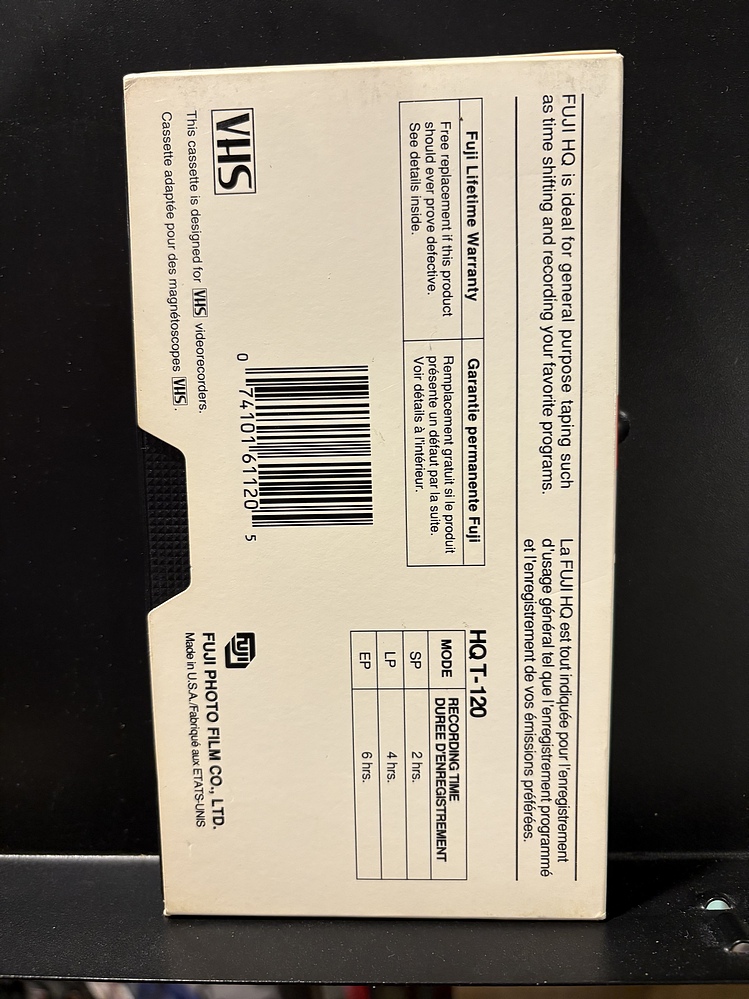 FUJI HQ is ideal for general purpose taping such
as time shifting and recording your favorite programs.
La FUJI HQ est tout indiquée pour l'enregistrement
d'usage général tel que l'enregistrement programmé
et l'enregistrement de vos émissions préférées.
Fuji Lifetime Warranty
Free replacement if this product
should ever prove defective.
See details inside.
Garantie permanente Fuji
Remplacement gratuit si le produit
présente un défaut par la suite.
Voir détails à l'intérieur.
HQ T-120
MODE
RECORDING TIME
DUREE D'ENREGISTREMENT
SP 2 hrs.
LP 4 hrs.
EP 6 hrs.
VHS
This cassette is designed for VHS videorecorders.
Cassette adaptée pour des magnétoscopes VHS.
0 74101 61120 5
FUJI
FUJI PHOTO FILM CO., LTD.
Made in U.S.A./Fabriqué aux ETATS-UNIS